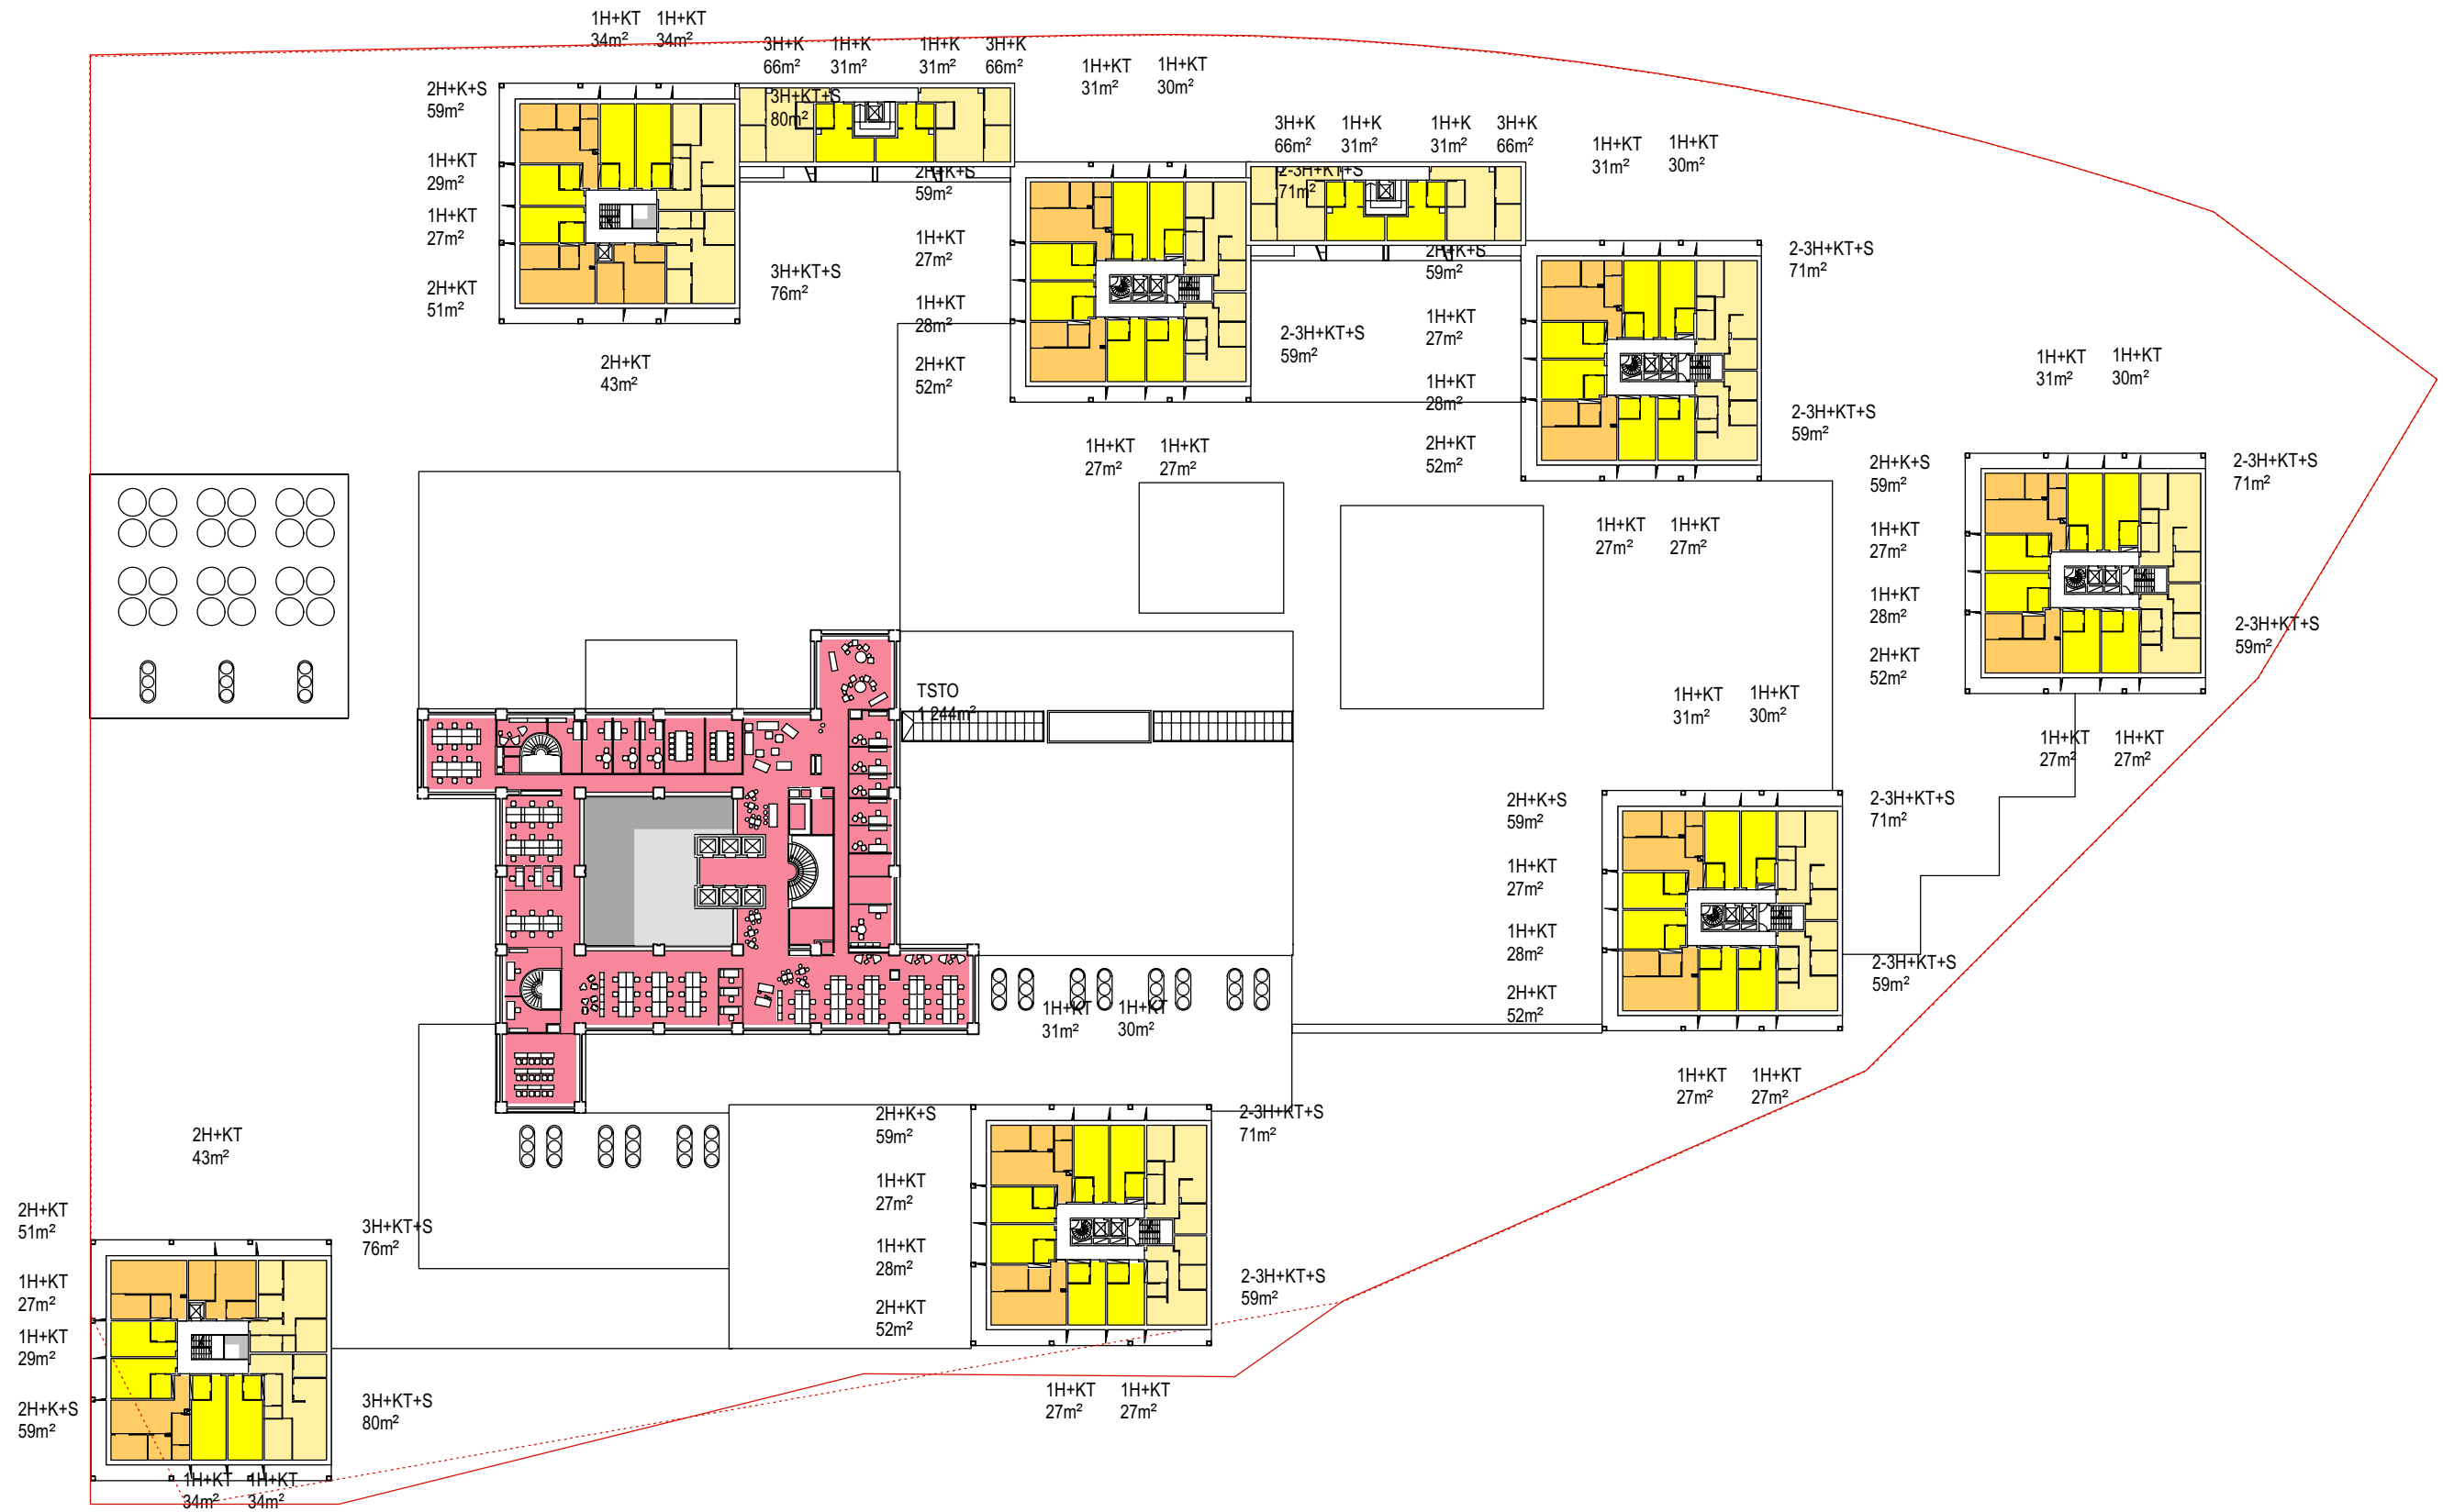 1H+KT
34m²
1H+KT
34m²
3H+K
66m²
1H+K
31m²
1H+K
31m²
3H+K
66m²
1H+KT
31m²
1H+KT
30m²
2H+K+S
59m²
3H+KT+S
80m²
1H+KT
29m²
1H+KT
27m²
2H+KT
51m²
3H+KT+S
76m²
2H+KT
43m²
3H+K
66m²
1H+K
31m²
1H+K
31m²
3H+K
66m²
1H+KT
31m²
1H+KT
30m²
2H+K+S
59m²
2-3H+KT+S
71m²
1H+KT
27m²
1H+KT
28m²
2H+KT
52m²
2-3H+KT+S
59m²
1H+KT
27m²
1H+KT
27m²
2H+K+S
59m²
2-3H+KT+S
71m²
1H+KT
27m²
1H+KT
28m²
2H+KT
52m²
2-3H+KT+S
59m²
1H+KT
27m²
1H+KT
27m²
1H+KT
31m²
1H+KT
30m²
2H+K+S
59m²
2-3H+KT+S
71m²
1H+KT
27m²
1H+KT
28m²
2H+KT
52m²
2-3H+KT+S
59m²
1H+KT
27m²
1H+KT
27m²
TSTO
1 244m²
1H+KT
31m²
1H+KT
30m²
2H+K+S
59m²
2-3H+KT+S
71m²
1H+KT
27m²
1H+KT
28m²
2H+KT
52m²
2-3H+KT+S
59m²
1H+KT
27m²
1H+KT
27m²
1H+KT
31m²
1H+KT
30m²
2H+K+S
59m²
2-3H+KT+S
71m²
1H+KT
27m²
1H+KT
28m²
2H+KT
52m²
2-3H+KT+S
59m²
1H+KT
27m²
1H+KT
27m²
2H+KT
43m²
2H+KT
51m²
3H+KT+S
76m²
1H+KT
27m²
1H+KT
29m²
2H+K+S
59m²
3H+KT+S
80m²
1H+KT
34m²
1H+KT
34m²